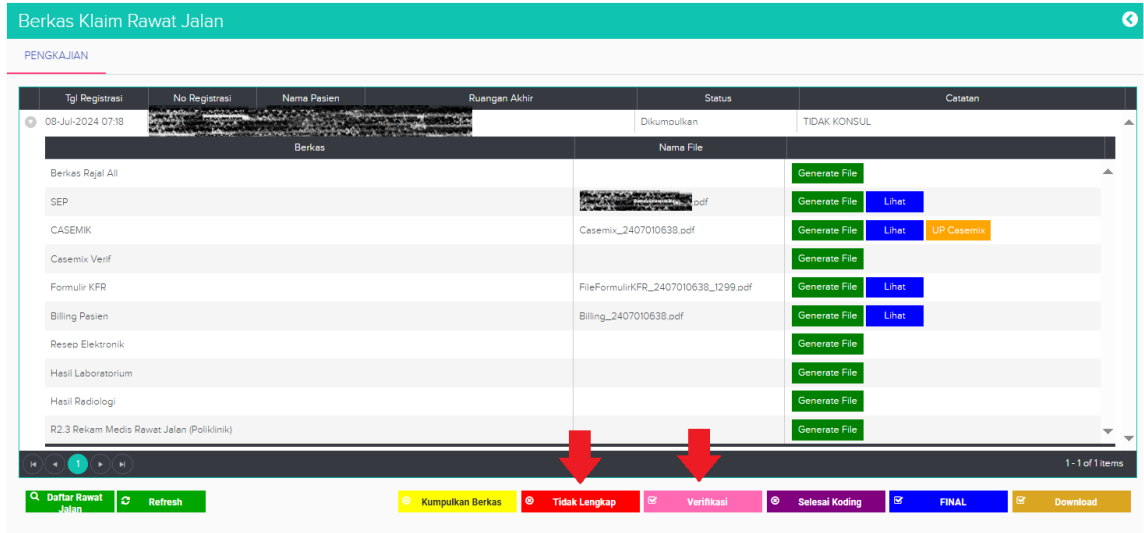 Berkas Klaim Rawat Jalan
PENGKAJIAN
Tgl Registrasi No Registrasi Nama Pasien Ruangan Akhir Status Catatan
08-Jul-2024 07:18 Dikumpulkan TIDAK KONSUL
Berkas Nama File
Berkas Rajal All Generate File
SEP .pdf Generate File Lihat
CASEMIK Casemix_2407010638.pdf Generate File Lihat UP Casemix
Casemix Verif Generate File
Formulir KFR FileFormulirKFR_2407010638_1299.pdf Generate File Lihat
Billing Pasien Billing_2407010638.pdf Generate File Lihat
Resep Elektronik Generate File
Hasil Laboratorium Generate File
Hasil Radiologi Generate File
R2.3 Rekam Medis Rawat Jalan (Poliklinik) Generate File
1 1 - 1 of 1 items
Daftar Rawat Jalan Refresh Kumpulkan Berkas Tidak Lengkap Verifikasi Selesai Koding FINAL Download